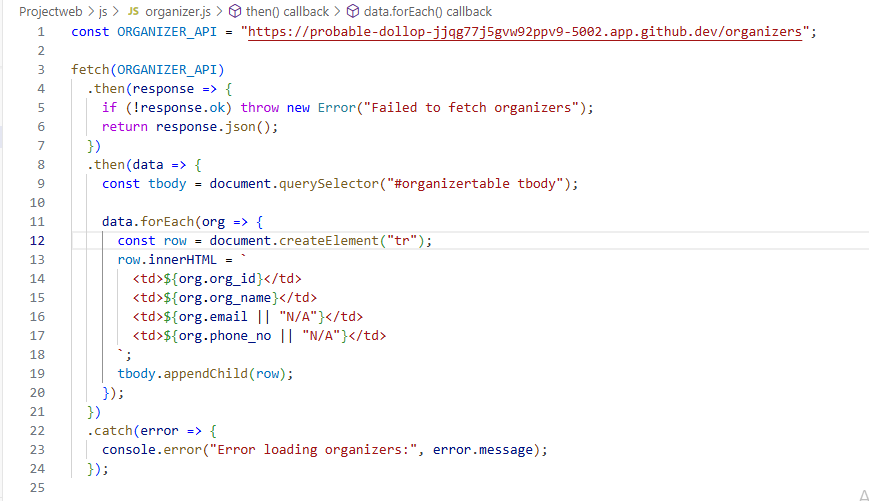 Projectweb > js > JS organizer.js > then() callback > data.forEach() callback
1 const ORGANIZER_API = "https://probable-dollop-jjqg77j5gvw92ppv9-5002.app.github.dev/organizers";
2
3 fetch(ORGANIZER_API)
4   .then(response => {
5     if (!response.ok) throw new Error("Failed to fetch organizers");
6     return response.json();
7   })
8   .then(data => {
9     const tbody = document.querySelector("#organizertable tbody");
10
11     data.forEach(org => {
12       const row = document.createElement("tr");
13       row.innerHTML = `
14         <td>${org.org_id}</td>
15         <td>${org.org_name}</td>
16         <td>${org.email || "N/A"}</td>
17         <td>${org.phone_no || "N/A"}</td>
18       `;
19       tbody.appendChild(row);
20     });
21   })
22   .catch(error => {
23     console.error("Error loading organizers:", error.message);
24   });
25